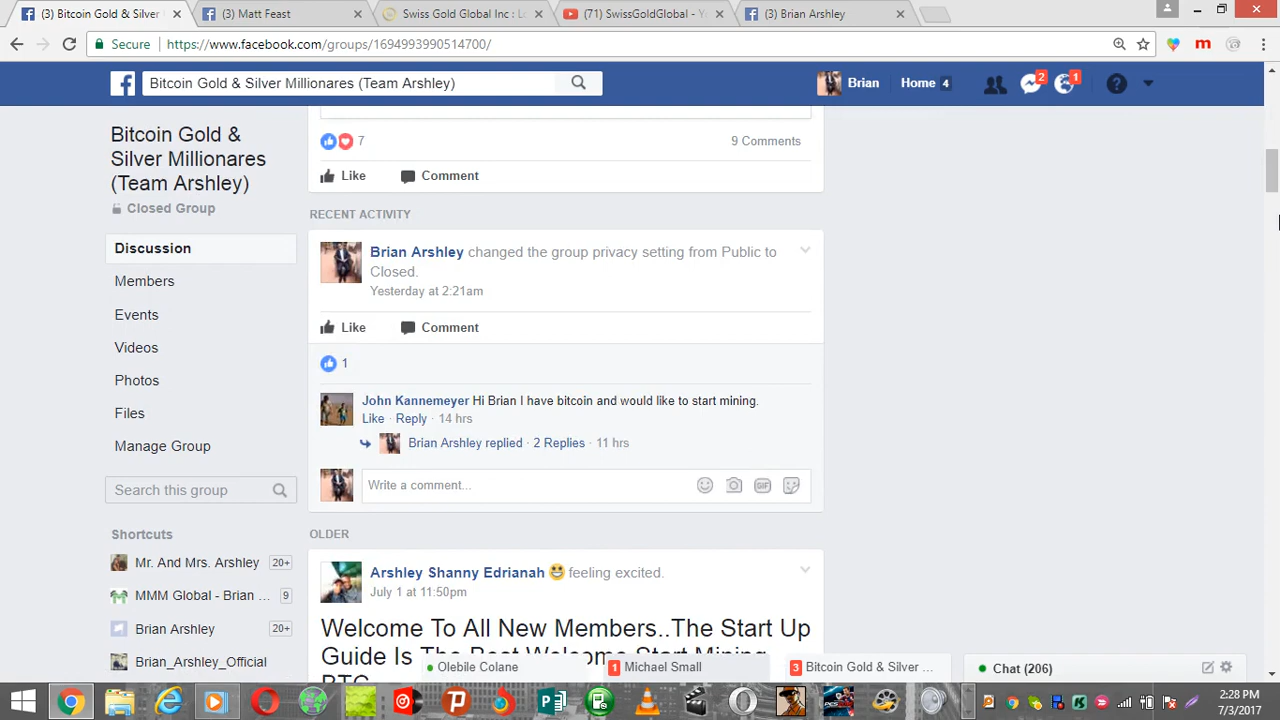 (3) Bitcoin Gold & Silver
(3) Matt Feast
Swiss Gold Global Inc : Lo
(71) SwissGoldGlobal - Yo
(3) Brian Arshley
Secure
https://www.facebook.com/groups/1694993990514700/
Bitcoin Gold & Silver Millionares (Team Arshley)
Brian
Home 4
2
1
Bitcoin Gold &
Silver Millionares
(Team Arshley)
Closed Group
Discussion
Members
Events
Videos
Photos
Files
Manage Group
Search this group
Shortcuts
Mr. And Mrs. Arshley 20+
MMM Global - Brian ... 9
Brian Arshley 20+
Brian_Arshley_Official
7
9 Comments
Like Comment
RECENT ACTIVITY
Brian Arshley changed the group privacy setting from Public to
Closed.
Yesterday at 2:21am
Like Comment
1
John Kannemeyer Hi Brian I have bitcoin and would like to start mining.
Like · Reply · 14 hrs
Brian Arshley replied · 2 Replies · 11 hrs
Write a comment...
GIF
OLDER
Arshley Shanny Edrianah feeling excited.
July 1 at 11:50pm
Welcome To All New Members..The Start Up
Guide Is The Best Welcome Start Mining
BTC
Olebile Colane
1 Michael Small
3 Bitcoin Gold & Silver ...
Chat (206)
2:28 PM
7/3/2017